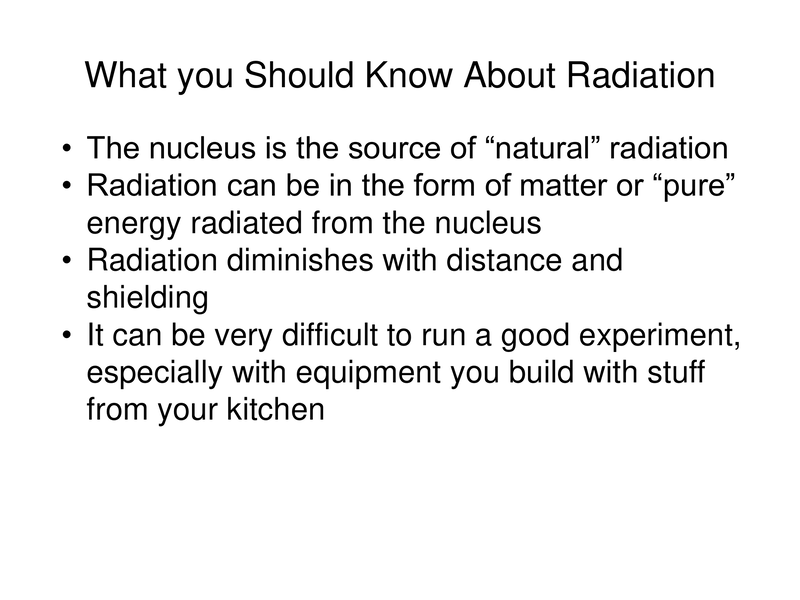 What you Should Know About Radiation
• The nucleus is the source of “natural” radiation
• Radiation can be in the form of matter or “pure”
energy radiated from the nucleus
• Radiation diminishes with distance and
shielding
• It can be very difficult to run a good experiment,
especially with equipment you build with stuff
from your kitchen